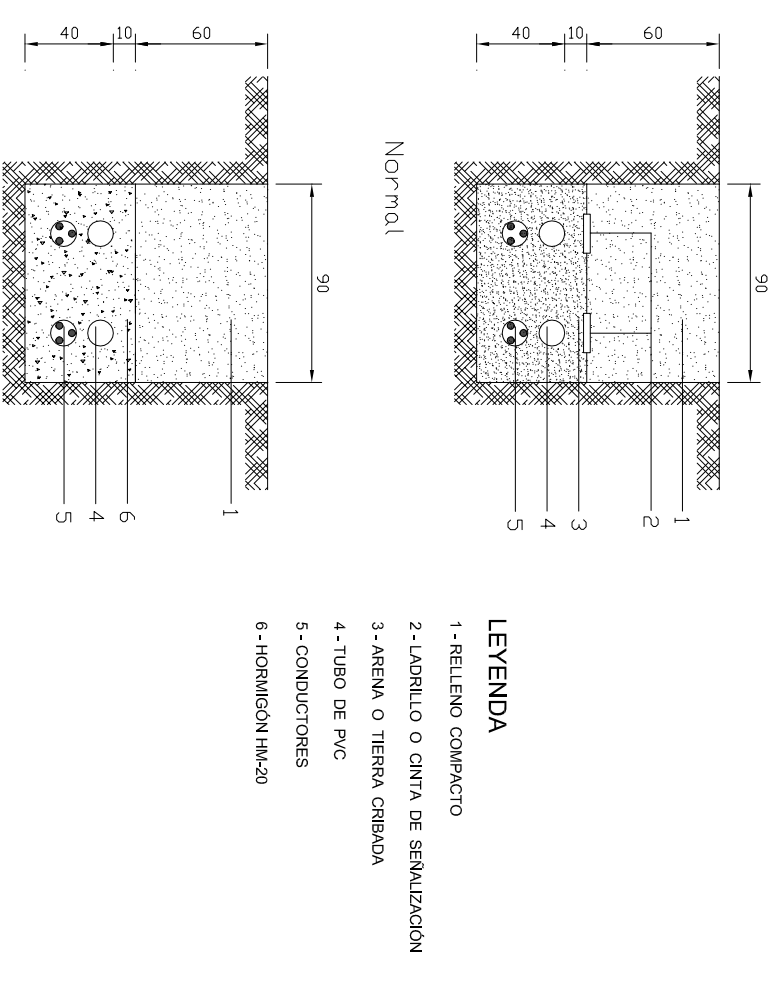 90
60
10
40
1
2
3
4
5
Normal
90
60
10
40
1
6
4
5
LEYENDA
1 - RELLENO COMPACTO
2 - LADRILLO O CINTA DE SEÑALIZACIÓN
3 - ARENA O TIERRA CRIBADA
4 - TUBO DE PVC
5 - CONDUCTORES
6 - HORMIGÓN HM-20